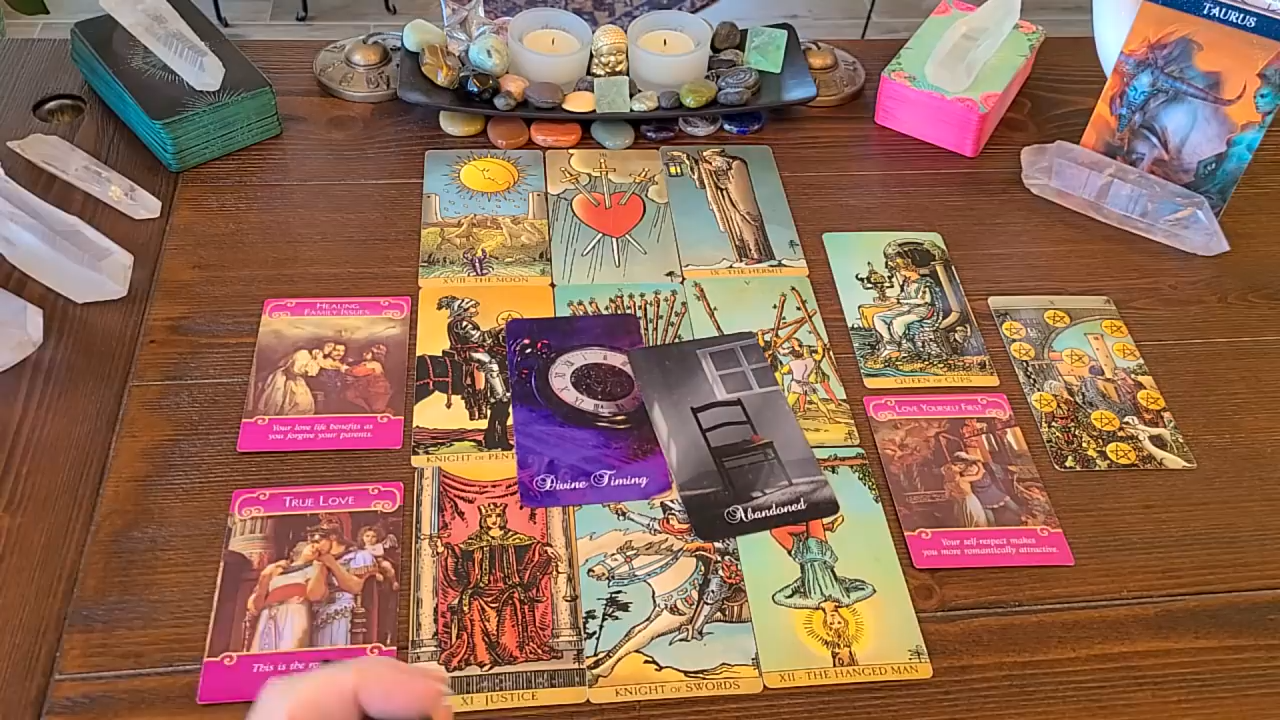 TAURUS
XVIII - THE MOON
IX - THE HERMIT
HEALING
FAMILY ISSUES
Your love life benefits as
you forgive your parents.
KNIGHT OF PENT
V
QUEEN OF CUPS
X
Divine Timing
Abandoned
LOVE YOURSELF FIRST
Your self-respect makes
you more romantically attractive.
TRUE LOVE
This is the
XI - JUSTICE
KNIGHT OF SWORDS
XII - THE HANGED MAN